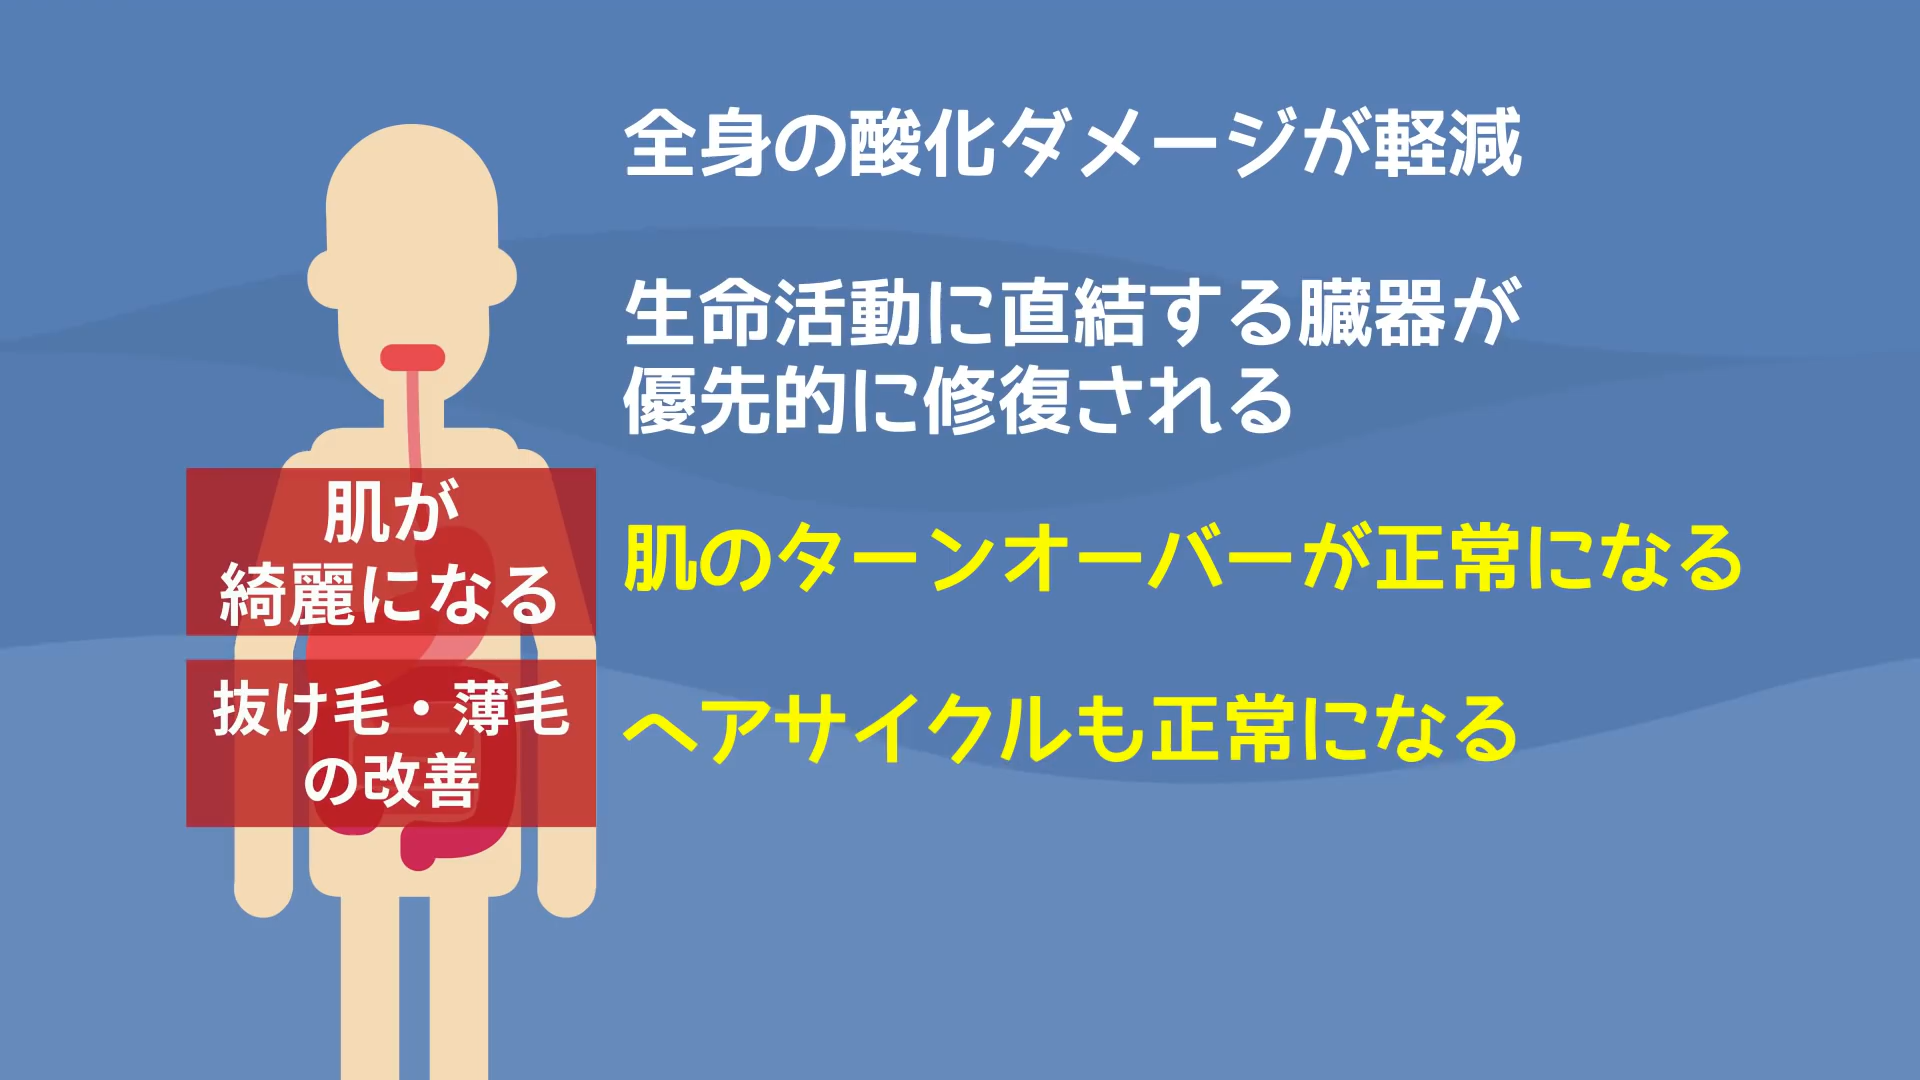 全身の酸化ダメージが軽減
生命活動に直結する臓器が
優先的に修復される
肌が
綺麗になる
肌のターンオーバーが正常になる
抜け毛・薄毛
の改善
ヘアサイクルも正常になる